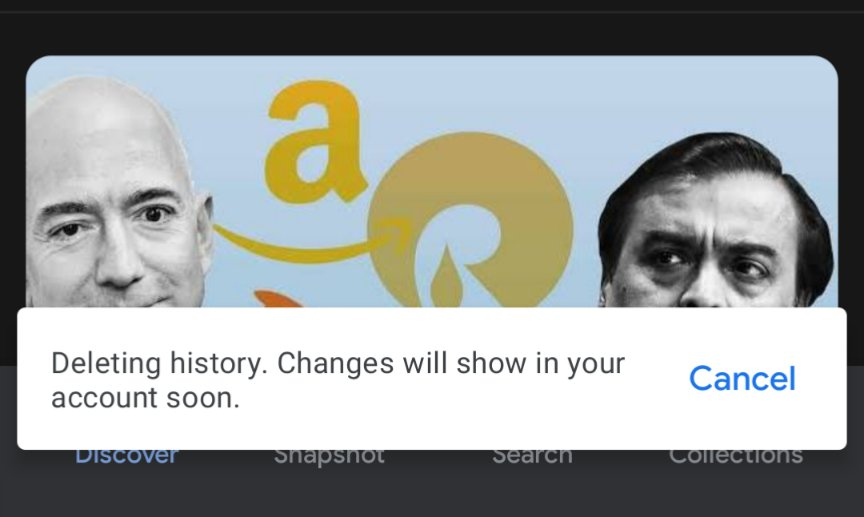 a
Deleting history. Changes will show in your
account soon.
Cancel
Discover
Snapshot
Search
Collections